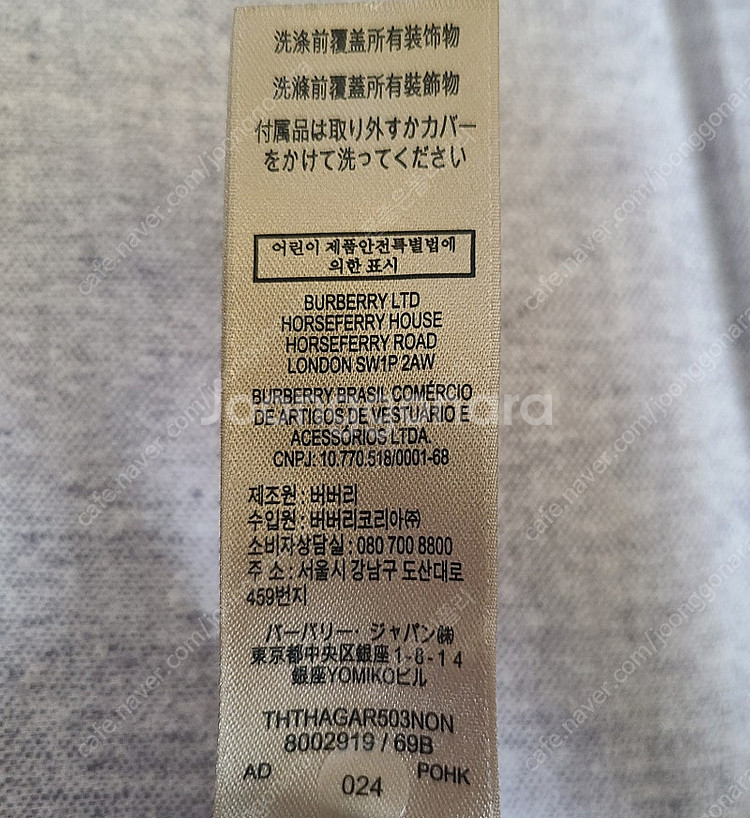 洗涤前覆盖所有装饰物
洗滌前覆蓋所有裝飾物
付属品は取り外すかカバー
をかけて洗ってください
어린이 제품안전특별법에
의한 표시
BURBERRY LTD
HORSEFERRY HOUSE
HORSEFERRY ROAD
LONDON SW1P 2AW
BURBERRY BRASIL COMÉRCIO
DE ARTIGOS DE VESTUÁRIO E
ACESSÓRIOS LTDA
CNPJ: 10.770.518/0001-68
제조원 : 버버리
수입원 : 버버리코리아㈜
소비자상담실 : 080 700 8800
주 소 : 서울시 강남구 도산대로
459번지
バーバリー・ジャパン㈱
東京都中央区銀座1-8-14
銀座YOMIKOビル
THTHAGAR503NON
8002919 / 69B
AD 024 POHK
Joonggonara
cafe.naver.com/joonggonara